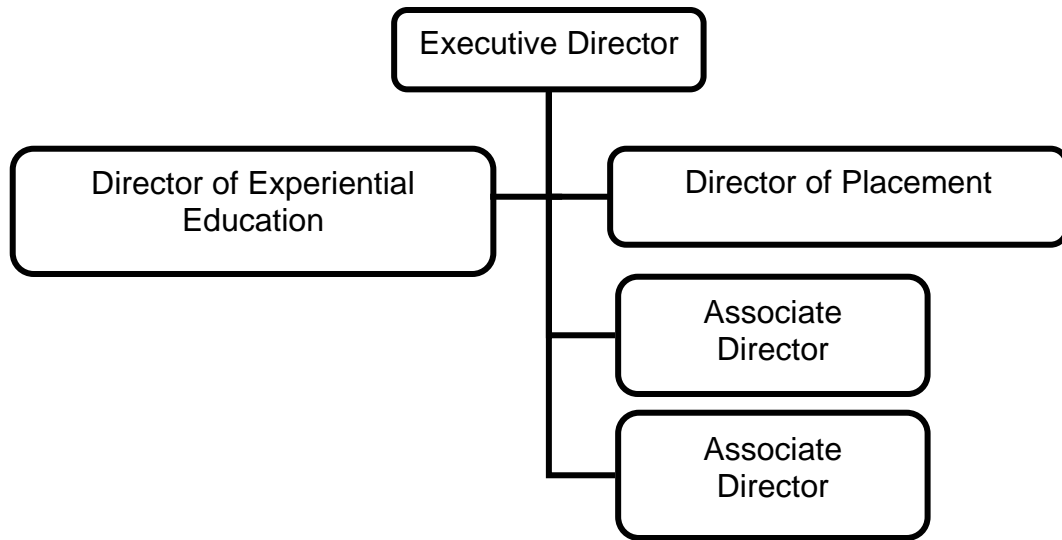 Executive Director
Director of Experiential
Education
Director of Placement
Associate
Director
Associate
Director